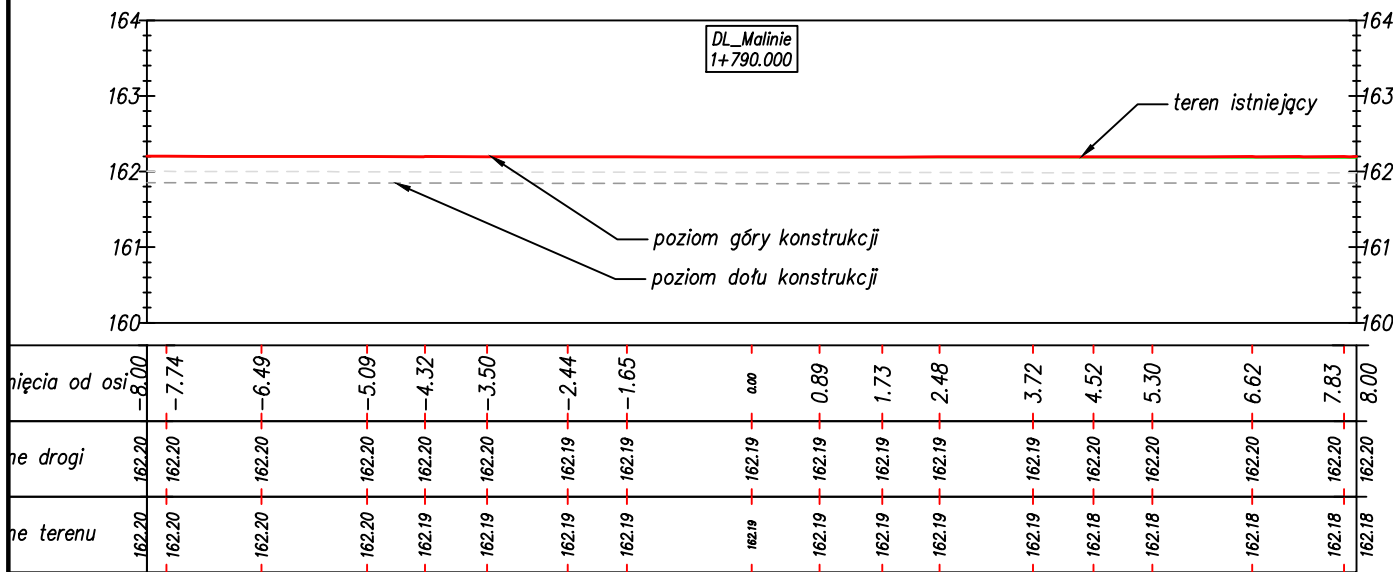 164
164
DL_Malinie
1+790.000
163
163
teren istniejący
162
162
poziom góry konstrukcji
161
161
poziom dołu konstrukcji
160
160
nięcia od osi -8.00 -7.74 -6.49 -5.09 -4.32 -3.50 -2.44 -1.65 0.00 0.89 1.73 2.48 3.72 4.52 5.30 6.62 7.83 8.00
ne drogi 162.20 162.20 162.20 162.20 162.20 162.20 162.19 162.19 162.19 162.19 162.19 162.19 162.19 162.20 162.20 162.20 162.20 162.20
ne terenu 162.20 162.20 162.20 162.20 162.19 162.19 162.19 162.19 162.19 162.19 162.19 162.19 162.19 162.18 162.18 162.18 162.18 162.18